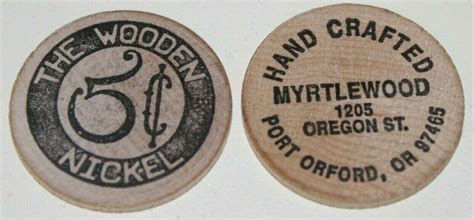 THE WOODEN
5¢
NICKEL
HAND CRAFTED
MYRTLEWOOD
1205
OREGON ST.
PORT ORFORD, OR 97465